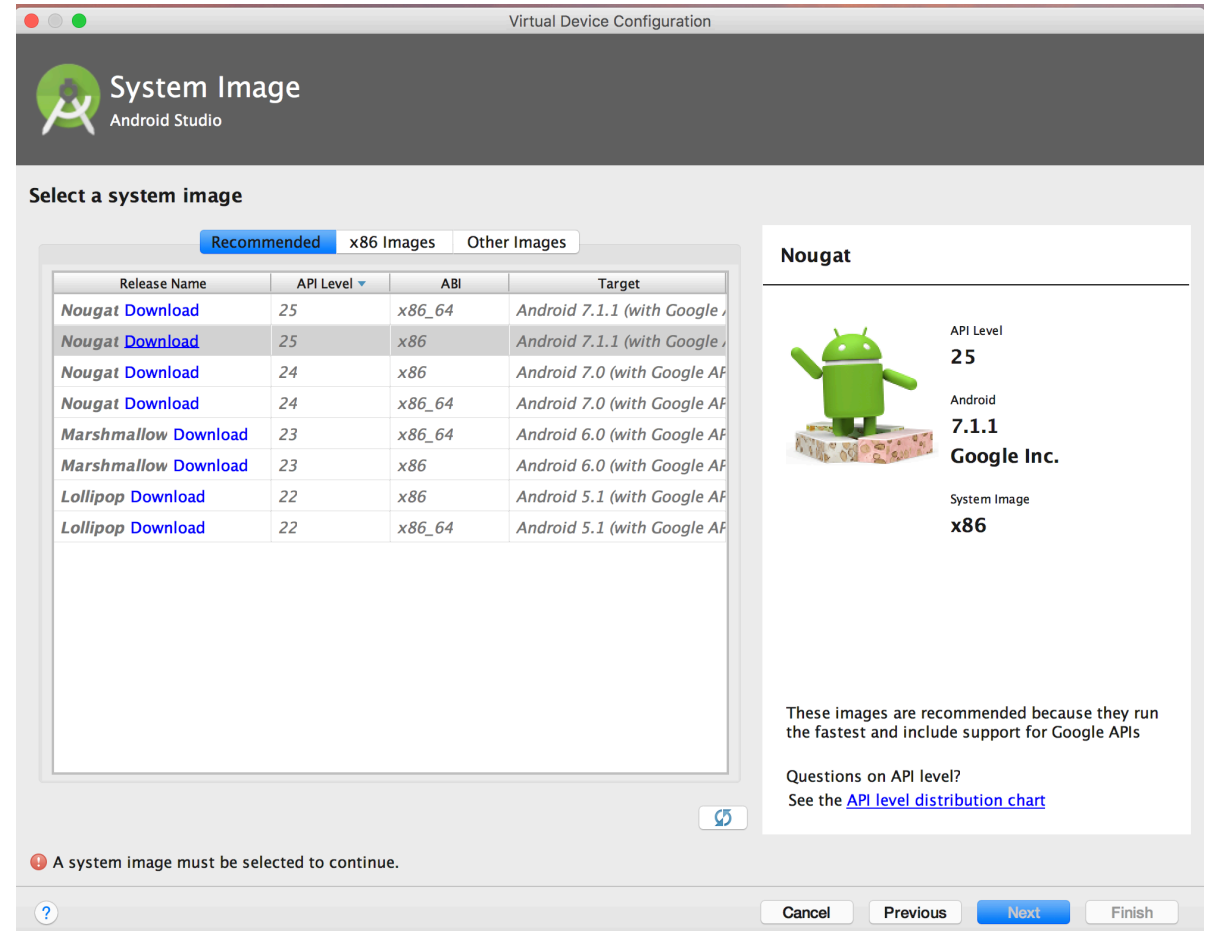 Virtual Device Configuration
System Image
Android Studio
Select a system image
Recommended x86 Images Other Images
Release Name API Level ABI Target
Nougat Download 25 x86_64 Android 7.1.1 (with Google
Nougat Download 25 x86 Android 7.1.1 (with Google
Nougat Download 24 x86 Android 7.0 (with Google AP
Nougat Download 24 x86_64 Android 7.0 (with Google AP
Marshmallow Download 23 x86_64 Android 6.0 (with Google AP
Marshmallow Download 23 x86 Android 6.0 (with Google AP
Lollipop Download 22 x86 Android 5.1 (with Google AP
Lollipop Download 22 x86_64 Android 5.1 (with Google AP
Nougat
API Level
25
Android
7.1.1
Google Inc.
System Image
x86
These images are recommended because they run
the fastest and include support for Google APIs
Questions on API level?
See the API level distribution chart
A system image must be selected to continue.
? Cancel Previous Next Finish